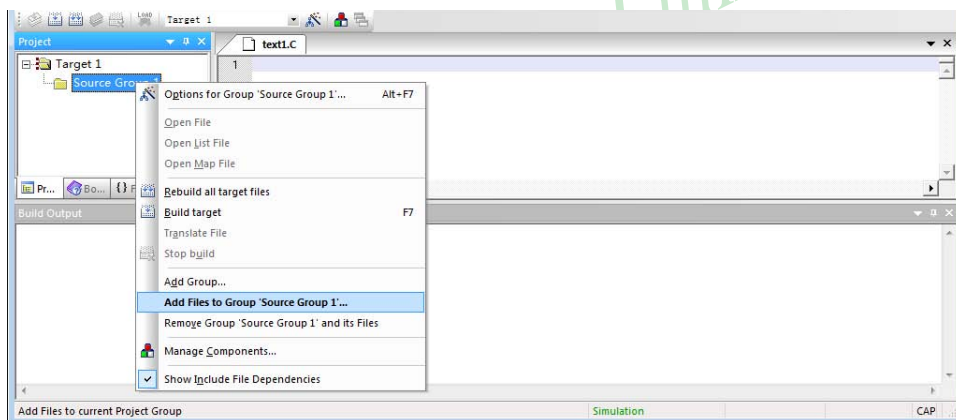 LOAD Target 1
Project
text1.C
Target 1
1
Source Group 1
Options for Group 'Source Group 1'... Alt+F7
Open File
Open List File
Open Map File
Pr... Bo... {} F
Rebuild all target files
Build Output
Build target F7
Translate File
Stop build
Add Group...
Add Files to Group 'Source Group 1'...
Remove Group 'Source Group 1' and its Files
Manage Components...
Show Include File Dependencies
Add Files to current Project Group Simulation CAP